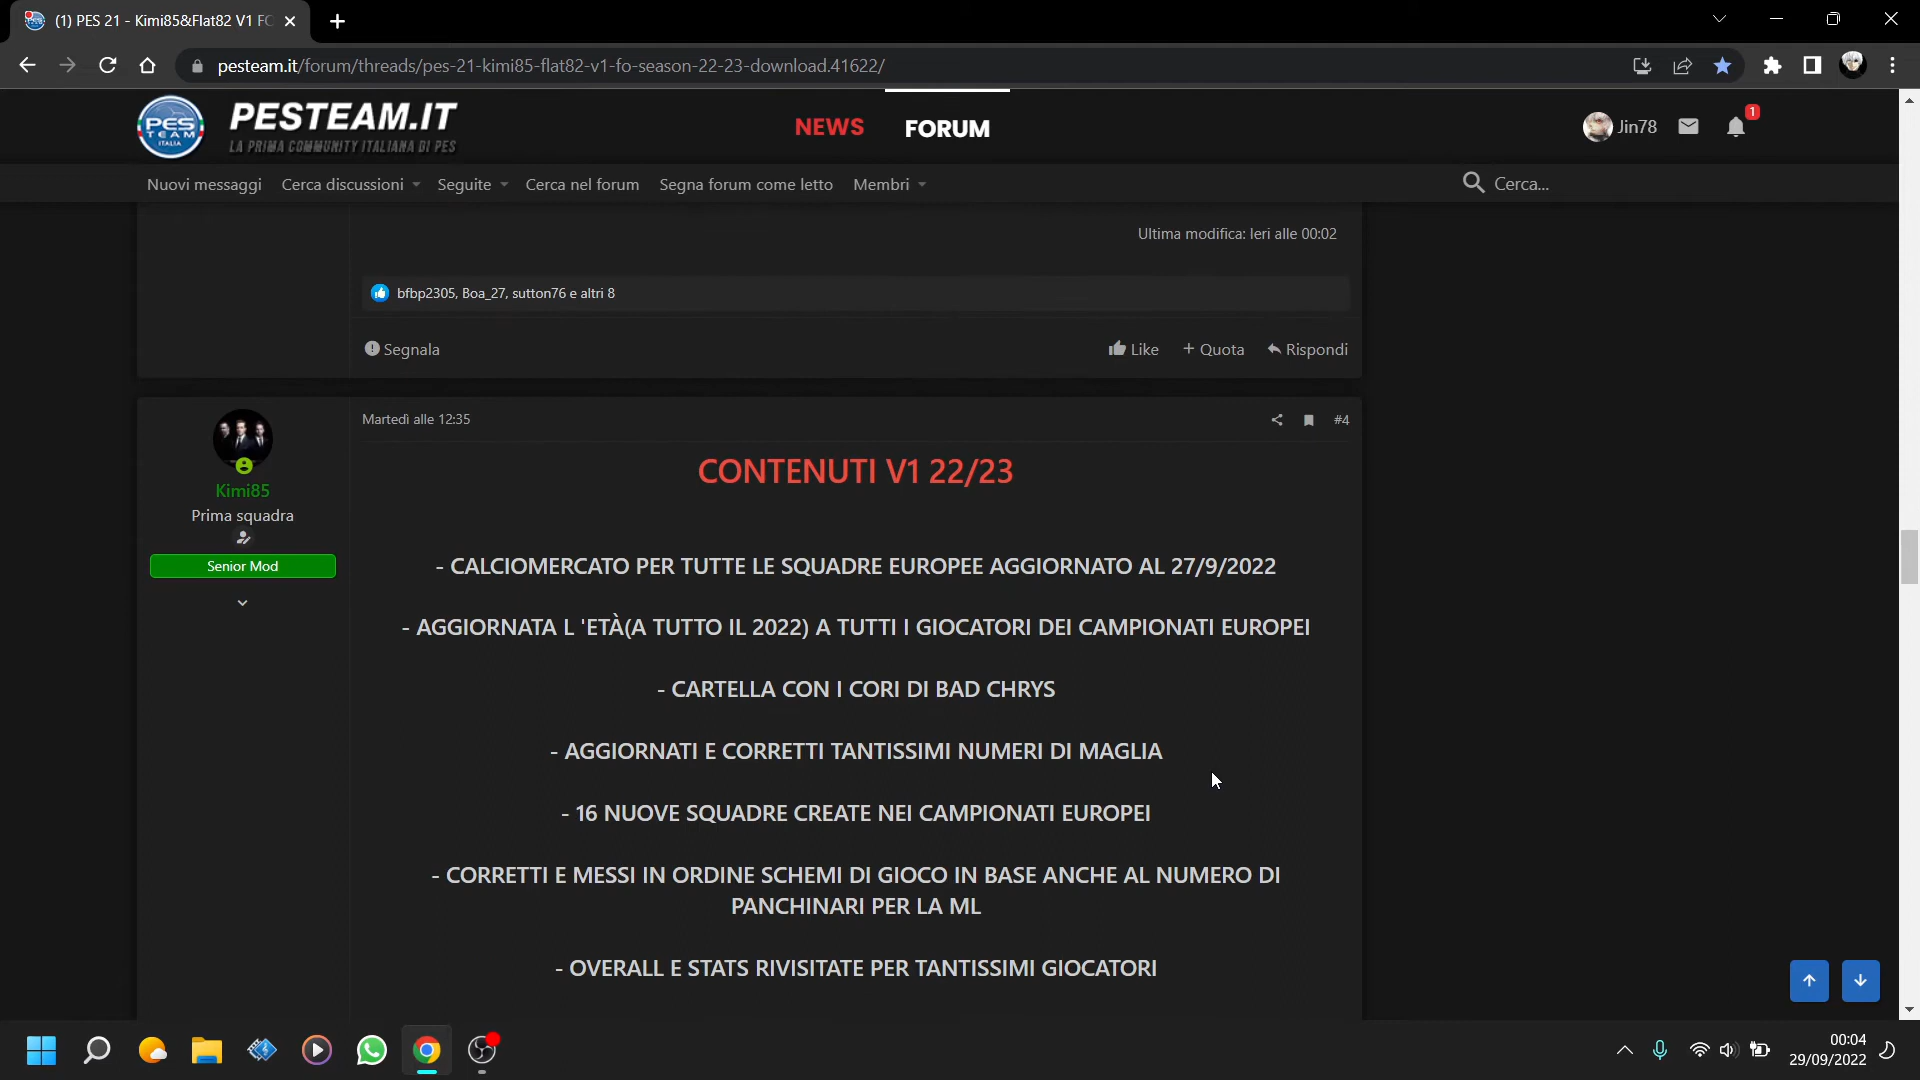 (1) PES 21 - Kimi85&Flat82 V1 FO
pesteam.it/forum/threads/pes-21-kimi85-flat82-v1-fo-season-22-23-download.41622/
PES
TEAM
ITALIA
PESTEAM.IT
LA PRIMA COMMUNITY ITALIANA DI PES
NEWS
FORUM
Jin78
1
Nuovi messaggi
Cerca discussioni
Seguite
Cerca nel forum
Segna forum come letto
Membri
Cerca...
Ultima modifica: Ieri alle 00:02
bfbp2305, Boa_27, sutton76 e altri 8
Segnala
Like
+ Quota
Rispondi
Martedì alle 12:35
#4
Kimi85
Prima squadra
Senior Mod
CONTENUTI V1 22/23
- CALCIOMERCATO PER TUTTE LE SQUADRE EUROPEE AGGIORNATO AL 27/9/2022
- AGGIORNATA L 'ETÀ(A TUTTO IL 2022) A TUTTI I GIOCATORI DEI CAMPIONATI EUROPEI
- CARTELLA CON I CORI DI BAD CHRYS
- AGGIORNATI E CORRETTI TANTISSIMI NUMERI DI MAGLIA
- 16 NUOVE SQUADRE CREATE NEI CAMPIONATI EUROPEI
- CORRETTI E MESSI IN ORDINE SCHEMI DI GIOCO IN BASE ANCHE AL NUMERO DI
PANCHINARI PER LA ML
- OVERALL E STATS RIVISITATE PER TANTISSIMI GIOCATORI
00:04
29/09/2022